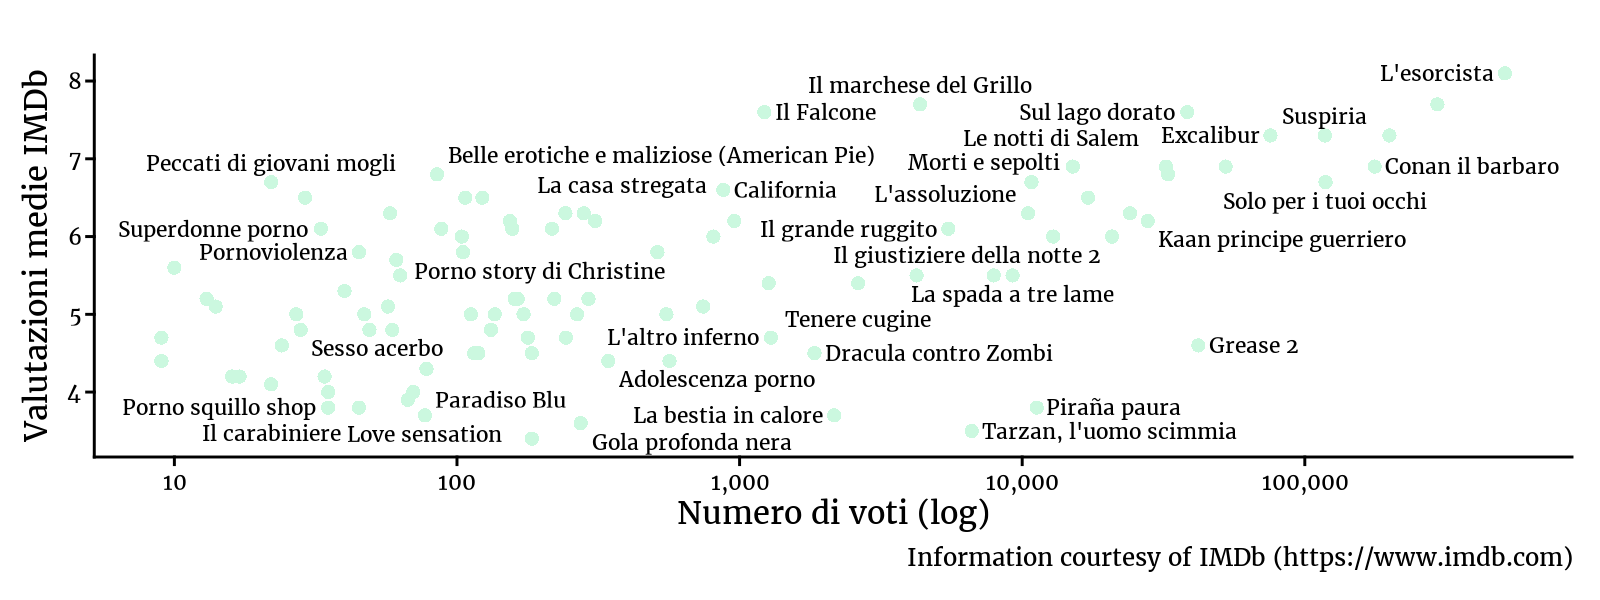 Valutazioni medie IMDb
8
7
6
5
4
L'esorcista
Il marchese del Grillo
Il Falcone
Sul lago dorato
Suspiria
Le notti di Salem
Excalibur
Belle erotiche e maliziose (American Pie)
Peccati di giovani mogli
Morti e sepolti
Conan il barbaro
La casa stregata
California
L'assoluzione
Solo per i tuoi occhi
Superdonne porno
Il grande ruggito
Kaan principe guerriero
Pornoviolenza
Il giustiziere della notte 2
Porno story di Christine
La spada a tre lame
Tenere cugine
L'altro inferno
Sesso acerbo
Dracula contro Zombi
Grease 2
Adolescenza porno
Paradiso Blu
Porno squillo shop
La bestia in calore
Piraña paura
Il carabiniere
Love sensation
Tarzan, l'uomo scimmia
Gola profonda nera
10
100
1,000
10,000
100,000
Numero di voti (log)
Information courtesy of IMDb (https://www.imdb.com)